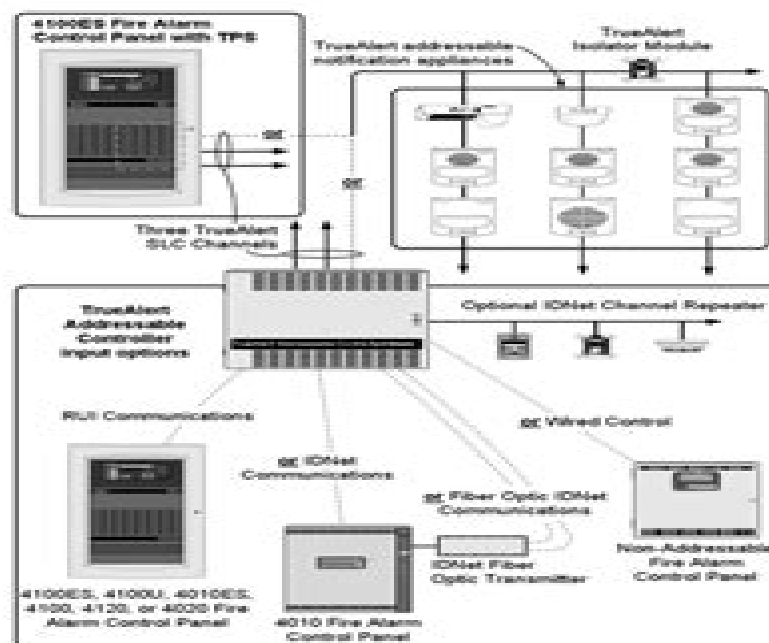 4100ES Fire Alarm
Control Panel with TPS
TrueAlert addressable
notification appliances
TrueAlert
Isolator Module
or
or
Three TrueAlert
SLC Channels
TrueAlert
Addressable
Controller
input options
Optional IDNet Channel Repeater
RUI Communications
or Wired Control
or IDNet
Communications
or Fiber Optic IDNet
Communications
IDNet Fiber
Optic Transmitter
Non-Addressable
Fire Alarm
Control Panel
4100ES, 4100U, 4010ES,
4100, 4120, or 4020 Fire
Alarm Control Panel
4010 Fire Alarm
Control Panel